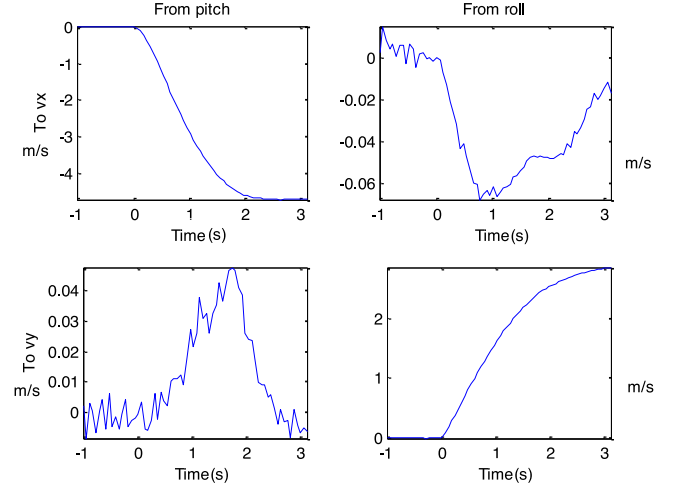 From pitch
From roll
0
-1
-2
-3
-4
To vx
m/s
-1 0 1 2 3
Time(s)
0
-0.02
-0.04
-0.06
m/s
-1 0 1 2 3
Time(s)
0.04
0.03
0.02
0.01
0
To vy
m/s
-1 0 1 2 3
Time(s)
2
1
0
m/s
-1 0 1 2 3
Time(s)